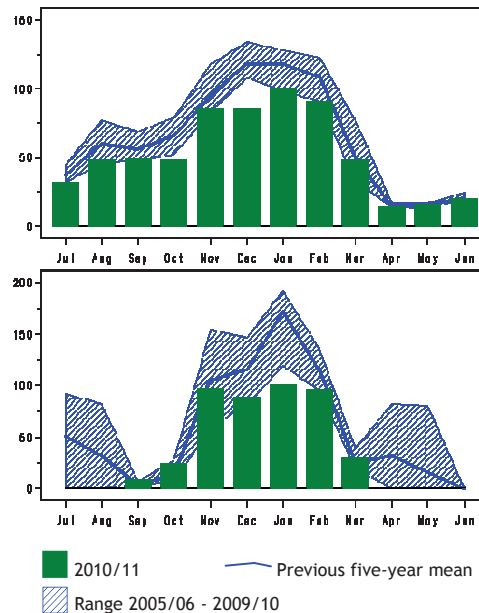 150
100
50
0
Jul Aug Sep Oct Nov Dec Jan Feb Mar Apr May Jun
200
150
100
50
0
Jul Aug Sep Oct Nov Dec Jan Feb Mar Apr May Jun
2010/11 Previous five-year mean
Range 2005/06 - 2009/10